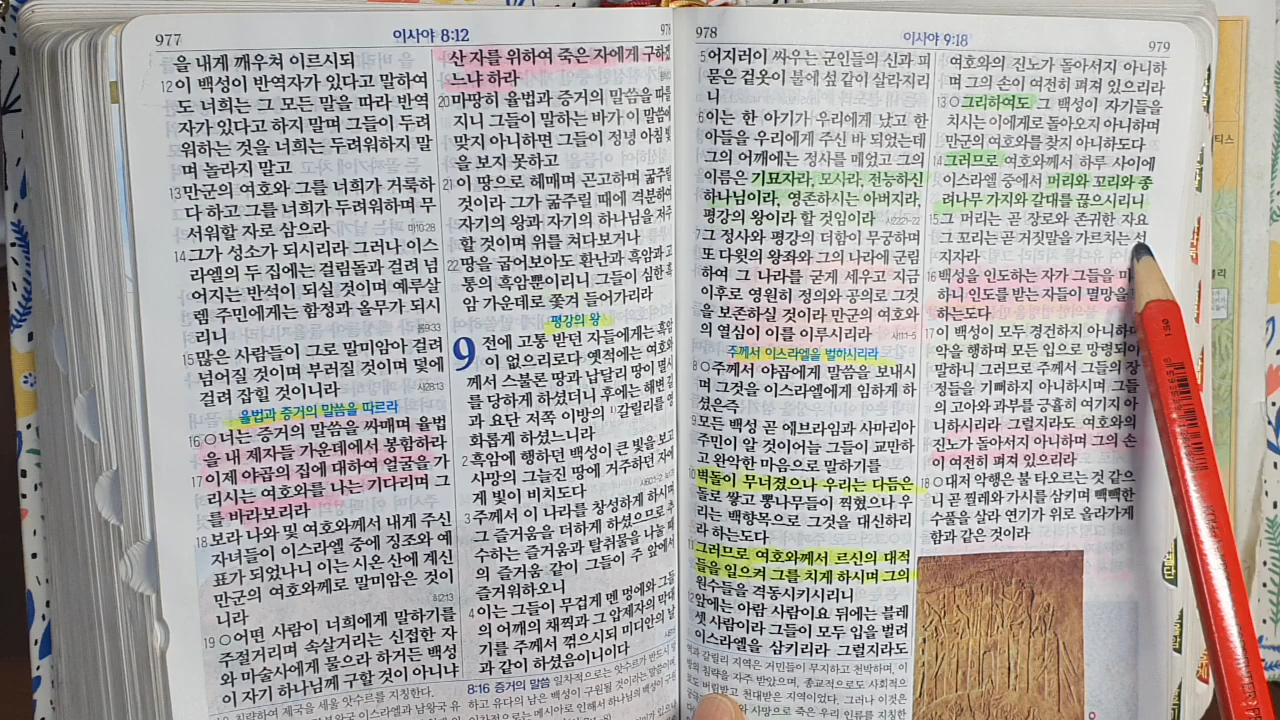 977
이사야 8:12
을 내게 깨우쳐 이르시되
12 이 백성이 반역자가 있다고 말하여
도 너희는 그 모든 말을 따라 반역
자가 있다고 하지 말며 그들이 두려
워하는 것을 너희는 두려워하지 말
며 놀라지 말고
13 만군의 여호와 그를 너희가 거룩하
다 하고 그를 너희가 두려워하며 무
서워할 자로 삼으라 마10:28
14 그가 성소가 되시리라 그러나 이스
라엘의 두 집에는 걸림돌과 걸려 넘
어지는 반석이 되실 것이며 예루살
렘 주민에게는 함정과 올무가 되시
리니 롬9:33
15 많은 사람들이 그로 말미암아 걸려
넘어질 것이며 부러질 것이며 덫에
걸려 잡힐 것이니라 사28:13
율법과 증거의 말씀을 따르라
16 ○너는 증거의 말씀을 싸매며 율법
을 내 제자들 가운데에서 봉함하라
17 이제 야곱의 집에 대하여 얼굴을 가
리시는 여호와를 나는 기다리며 그
를 바라보리라
18 보라 나와 및 여호와께서 내게 주신
자녀들이 이스라엘 중에 징조와 예
표가 되었나니 이는 시온 산에 계신
만군의 여호와께로 말미암은 것이
니라 히2:13
19 ○어떤 사람이 너희에게 말하기를
주절거리며 속살거리는 신접한 자
와 마술사에게 물으라 하거든 백성
이 자기 하나님께 구할 것이 아니냐
산 자를 위하여 죽은 자에게 구하겠
느냐 하라
20 마땅히 율법과 증거의 말씀을 따를
지니 그들이 말하는 바가 이 말씀에
맞지 아니하면 그들이 정녕 아침 빛
을 보지 못하고
21 이 땅으로 헤매며 곤고하며 굶주릴
것이라 그가 굶주릴 때에 격분하여
자기의 왕과 자기의 하나님을 저주
할 것이며 위를 쳐다보거나
22 땅을 굽어보아도 환난과 흑암과 고
통의 흑암뿐이리니 그들이 심한 흑
암 가운데로 쫓겨 들어가리라
평강의 왕
9 전에 고통 받던 자들에게는 흑암
이 없으리로다 옛적에는 여호와
께서 스불론 땅과 납달리 땅이 멸시
를 당하게 하셨더니 후에는 해변 길
과 요단 저쪽 이방의 갈릴리를 영
화롭게 하셨느니라
2 흑암에 행하던 백성이 큰 빛을 보고
사망의 그늘진 땅에 거주하던 자에
게 빛이 비치도다
3 주께서 이 나라를 창성하게 하시며
그 즐거움을 더하게 하셨으므로 추
수하는 즐거움과 탈취물을 나눌 때
의 즐거움 같이 그들이 주 앞에서
즐거워하오니
4 이는 그들이 무겁게 멘 멍에와 그들
의 어깨의 채찍과 그 압제자의 막대
기를 주께서 꺾으시되 미디안의 날
과 같이 하셨음이니이다
8:16 증거의 말씀
978
이사야 9:18
979
5 어지러이 싸우는 군인들의 신과 피
묻은 겉옷이 불에 섶 같이 살라지리
니
6 이는 한 아기가 우리에게 났고 한
아들을 우리에게 주신 바 되었는데
그의 어깨에는 정사를 메었고 그의
이름은 기묘자라, 모사라, 전능하신
하나님이라, 영존하시는 아버지라,
평강의 왕이라 할 것임이라
7 그 정사와 평강의 더함이 무궁하며
또 다윗의 왕좌와 그의 나라에 군림
하여 그 나라를 굳게 세우고 지금
이후로 영원히 정의와 공의로 그것
을 보존하실 것이라 만군의 여호와
의 열심이 이를 이루시리라 사11:1-5
주께서 이스라엘을 벌하시리라
8 ○주께서 야곱에게 말씀을 보내시
며 그것을 이스라엘에게 임하게 하
셨은즉
9 모든 백성 곧 에브라임과 사마리아
주민이 알 것이어늘 그들이 교만하
고 완악한 마음으로 말하기를
10 벽돌이 무너졌으나 우리는 다듬은
돌로 쌓고 뽕나무들이 찍혔으나 우
리는 백향목으로 그것을 대신하리
라 하는도다
11 그러므로 여호와께서 르신의 대적
들을 일으켜 그를 치게 하시며 그의
원수들을 격동시키시리니
12 앞에는 아람 사람이요 뒤에는 블레
셋 사람이라 그들이 모두 입을 벌려
이스라엘을 삼키리라 그럴지라도
여호와의 진노가 돌아서지 아니하
며 그의 손이 여전히 펴져 있으리라
13 ○그리하여도 그 백성이 자기들을
치시는 이에게로 돌아오지 아니하며
만군의 여호와를 찾지 아니하도다
14 그러므로 여호와께서 하루 사이에
이스라엘 중에서 머리와 꼬리와 종
려나무 가지와 갈대를 끊으시리니
15 그 머리는 곧 장로와 존귀한 자요
그 꼬리는 곧 거짓말을 가르치는 선
지자라
16 백성을 인도하는 자가 그들을
하니 인도를 받는 자들이 멸망을
하는도다
17 이 백성이 모두 경건하지 아니하며
악을 행하며 모든 입으로 망령되이
말하니 그러므로 주께서 그들의 장
정들을 기뻐하지 아니하시며 그들
의 고아와 과부를 긍휼히 여기지 아
니하시리라 그럴지라도 여호와의
진노가 돌아서지 아니하며 그의 손
이 여전히 펴져 있으리라
18 ○대저 악행은 불 타오르는 것 같으
니 곧 찔레와 가시를 삼키며 빽빽한
수풀을 살라 연기가 위로 올라가게
함과 같은 것이라